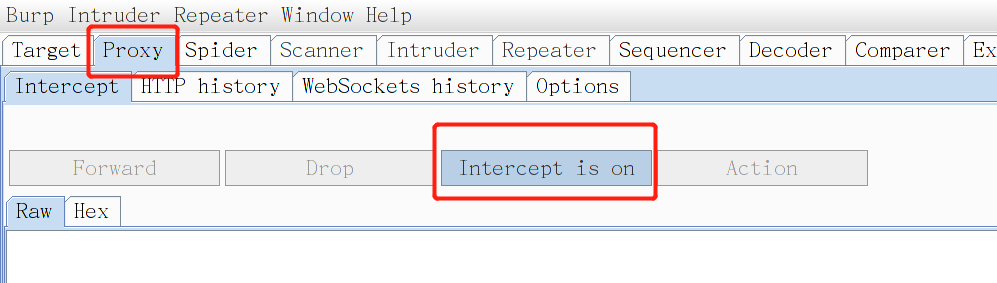 Burp Intruder Repeater Window Help
Target Proxy Spider Scanner Intruder Repeater Sequencer Decoder Comparer Ex
Intercept HTTP history WebSockets history Options
Forward Drop Intercept is on Action
Raw Hex